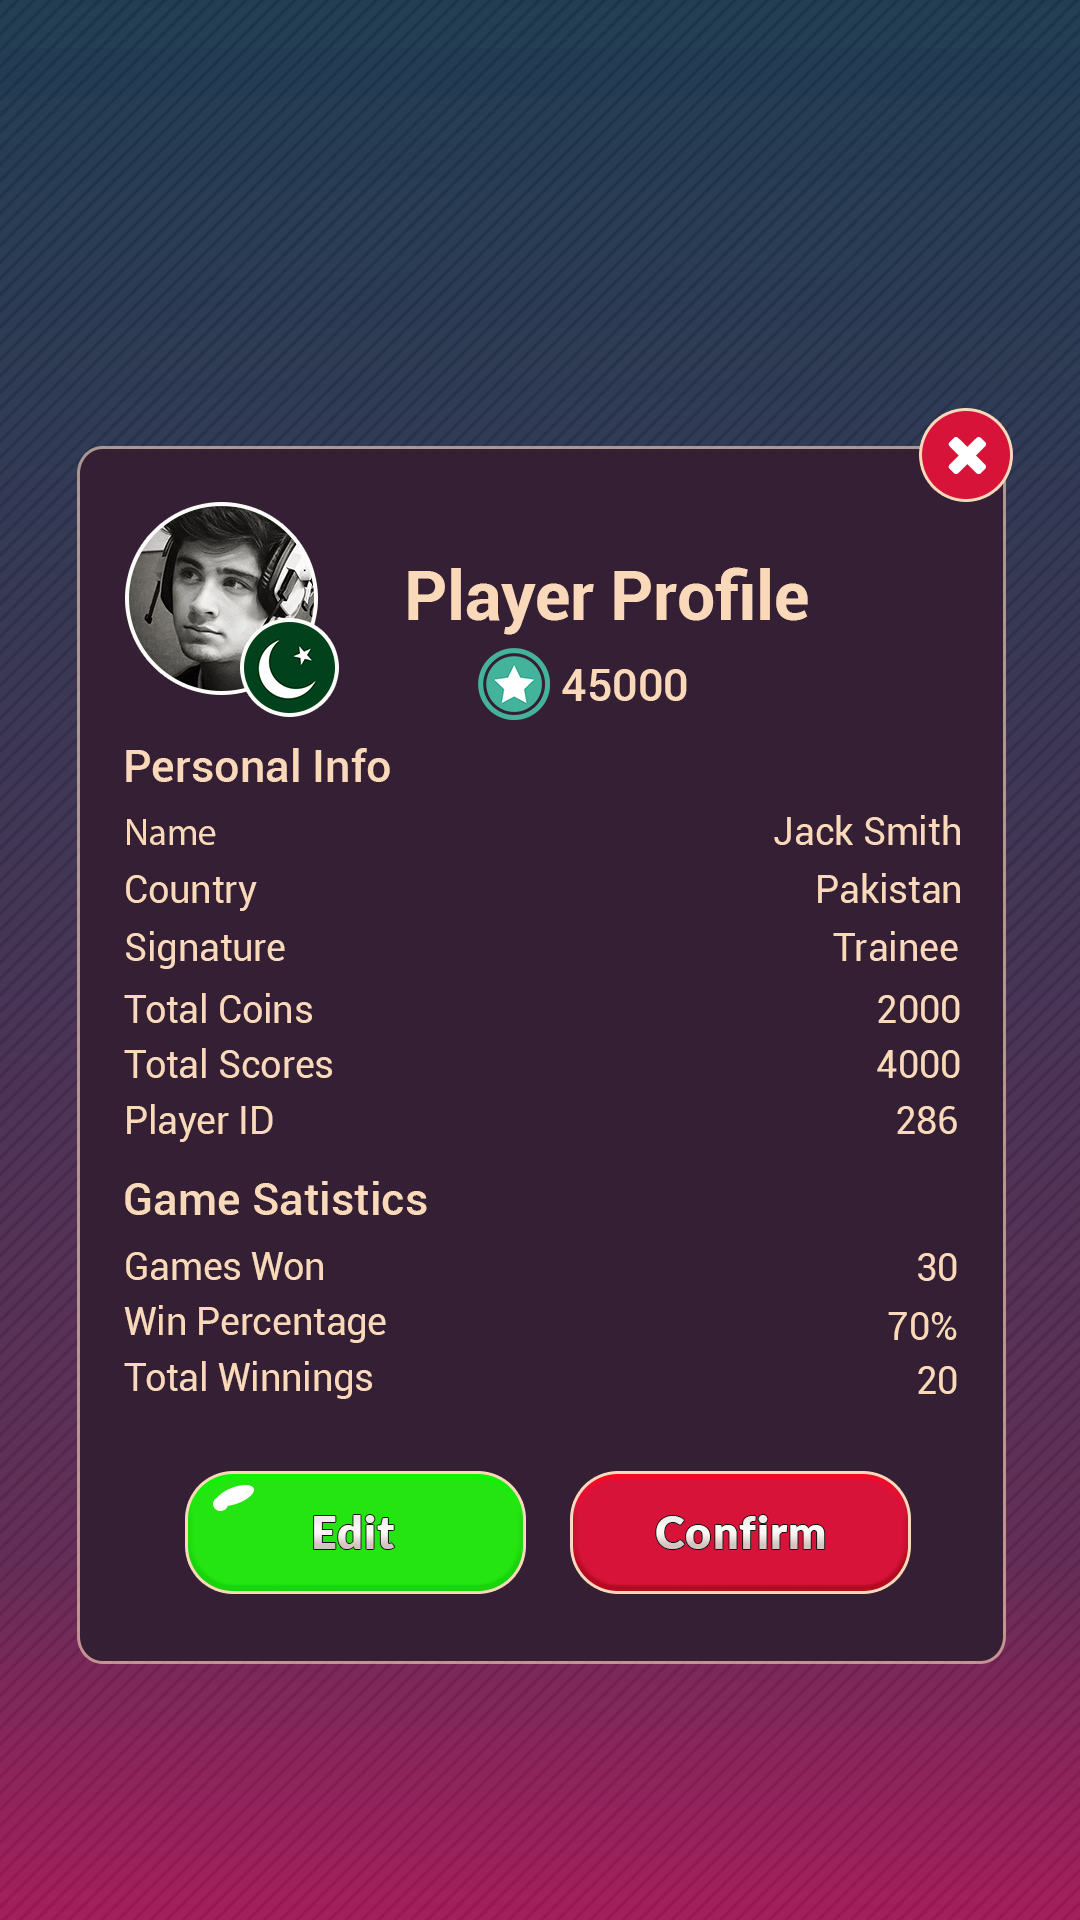 Player Profile
45000
Personal Info
Name Jack Smith
Country Pakistan
Signature Trainee
Total Coins 2000
Total Scores 4000
Player ID 286
Game Satistics
Games Won 30
Win Percentage 70%
Total Winnings 20
Edit Confirm